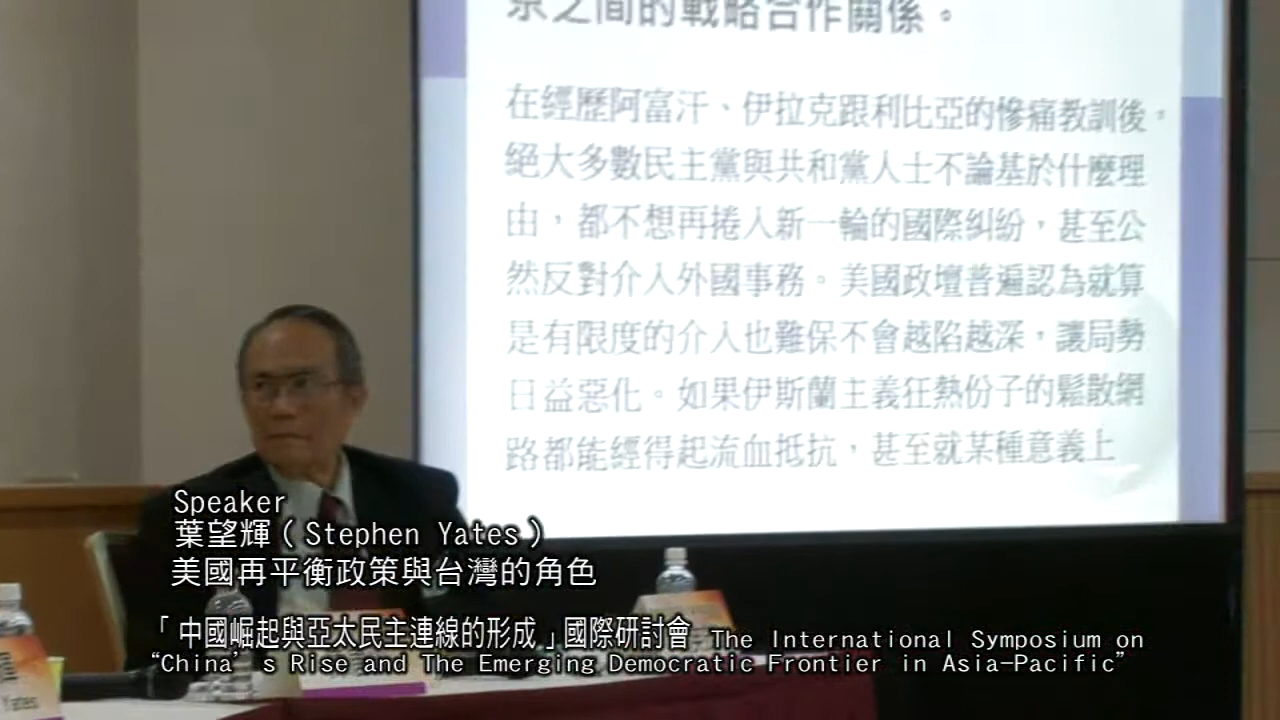 京之間的戰略合作關係。
在經歷阿富汗、伊拉克跟利比亞的慘痛教訓後，
絕大多數民主黨與共和黨人士不論基於什麼理
由，都不想再捲入新一輪的國際糾紛，甚至公
然反對介入外國事務。美國政壇普遍認為就算
是有限度的介入也難保不會越陷越深，讓局勢
日益惡化。如果伊斯蘭主義狂熱份子的鬆散網
路都能經得起流血抵抗，甚至就某種意義上
Speaker
葉望輝（Stephen Yates）
美國再平衡政策與台灣的角色
「中國崛起與亞太民主連線的形成」國際研討會 The International Symposium on
“China’s Rise and The Emerging Democratic Frontier in Asia-Pacific”
Yates